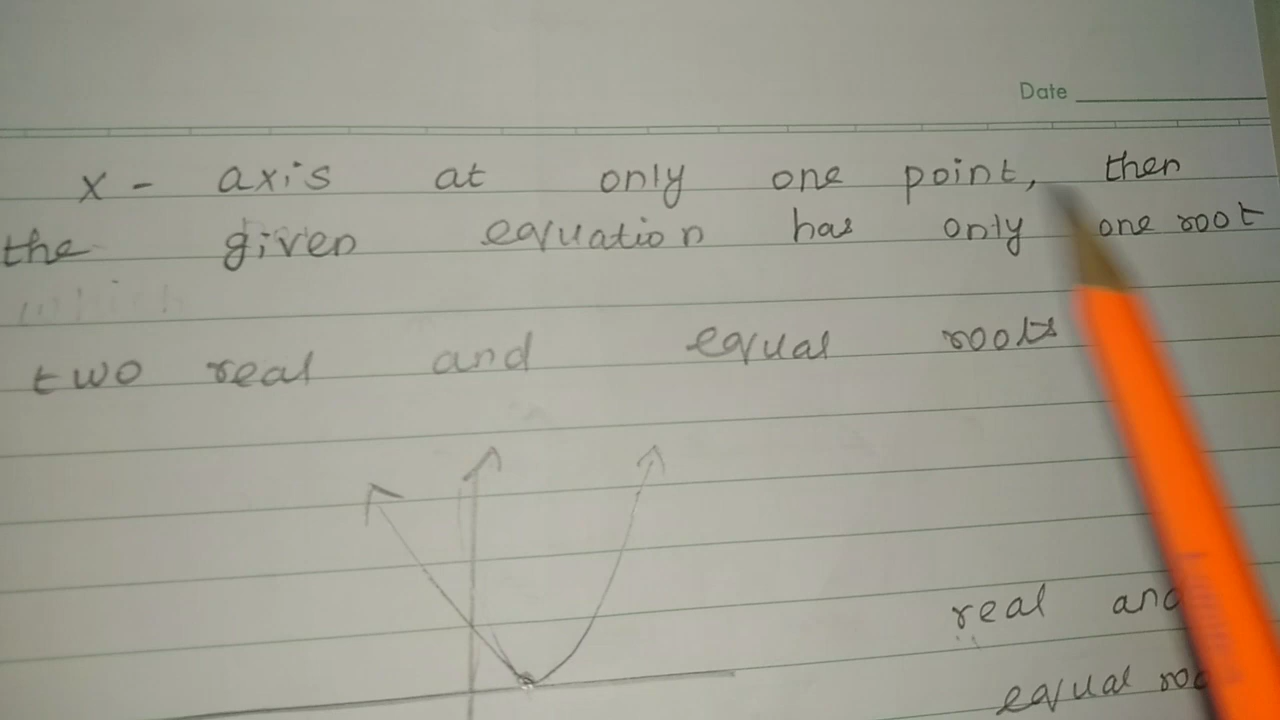 Date
x - axis at only one point, then
the given equation has only one root
two real and equal roots
real and
equal